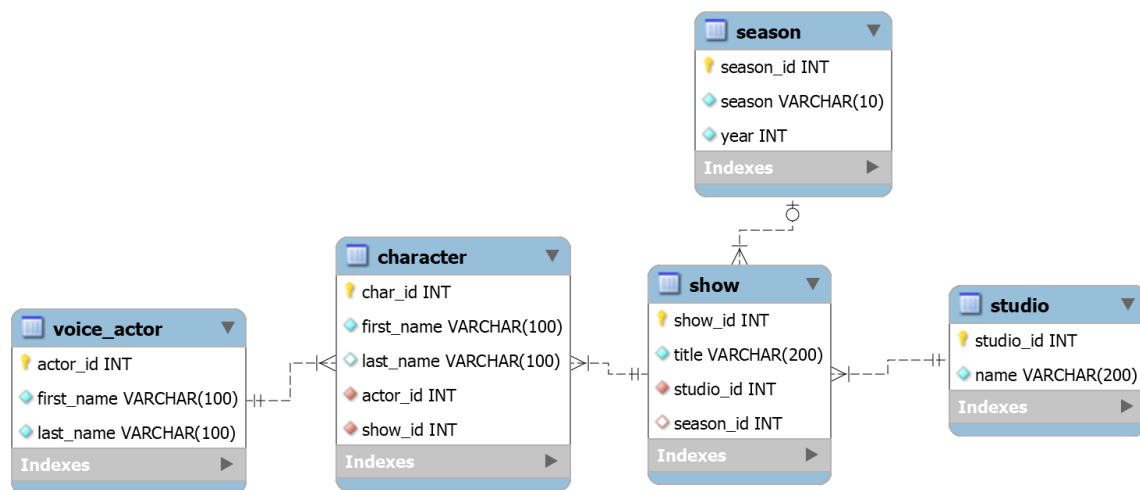 season
season_id INT
season VARCHAR(10)
year INT
Indexes
character
char_id INT
first_name VARCHAR(100)
last_name VARCHAR(100)
actor_id INT
show_id INT
Indexes
show
show_id INT
title VARCHAR(200)
studio_id INT
season_id INT
Indexes
studio
studio_id INT
name VARCHAR(200)
Indexes
voice_actor
actor_id INT
first_name VARCHAR(100)
last_name VARCHAR(100)
Indexes